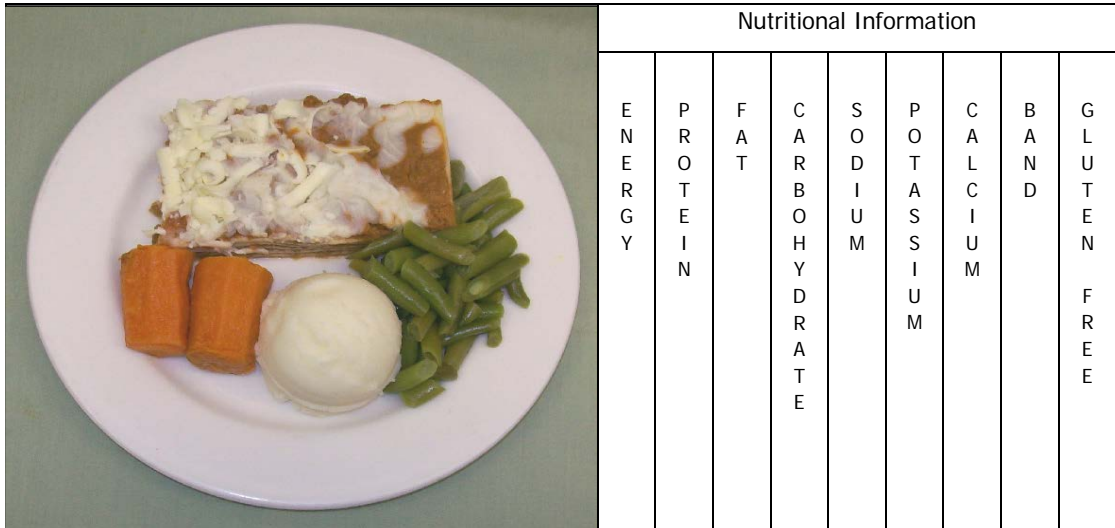 Nutritional Information
ENERGY
PROTEIN
FAT
CARBOHYDRATE
SODIUM
POTASSIUM
CALCIUM
BAND
GLUTEN FREE